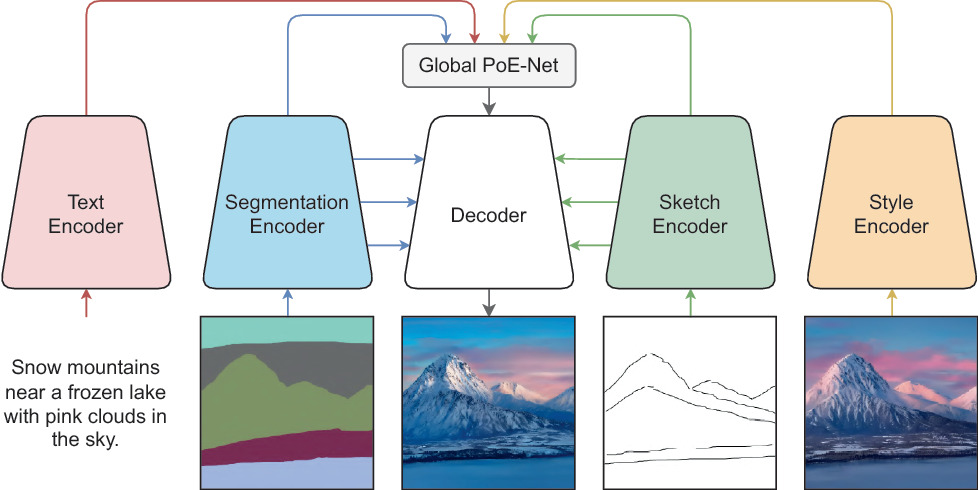 Global PoE-Net
Text
Encoder
Segmentation
Encoder
Decoder
Sketch
Encoder
Style
Encoder
Snow mountains
near a frozen lake
with pink clouds in
the sky.